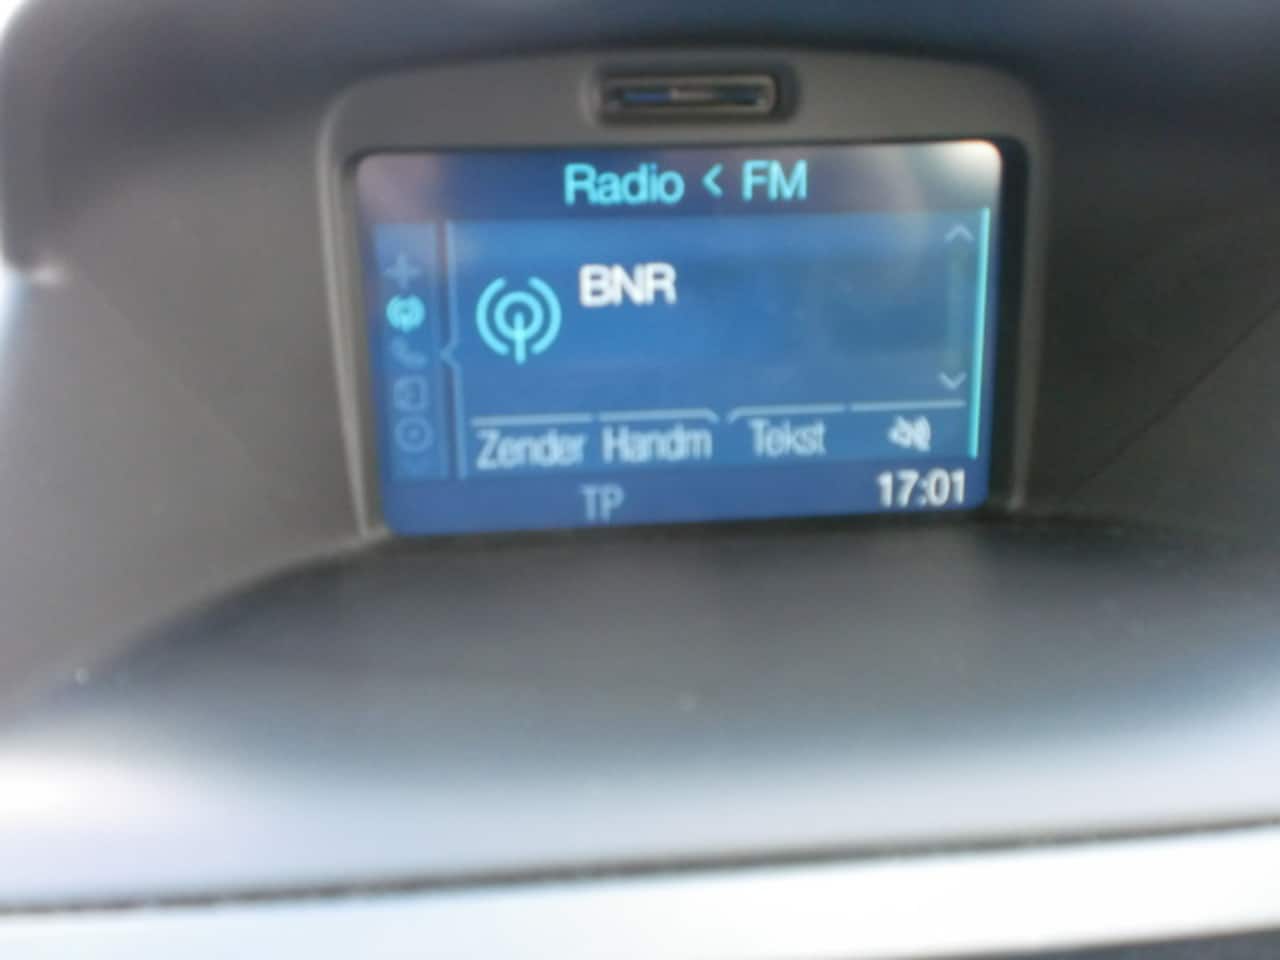 Radio < FM
BNR
Zender Handm Tekst
TP 17:01